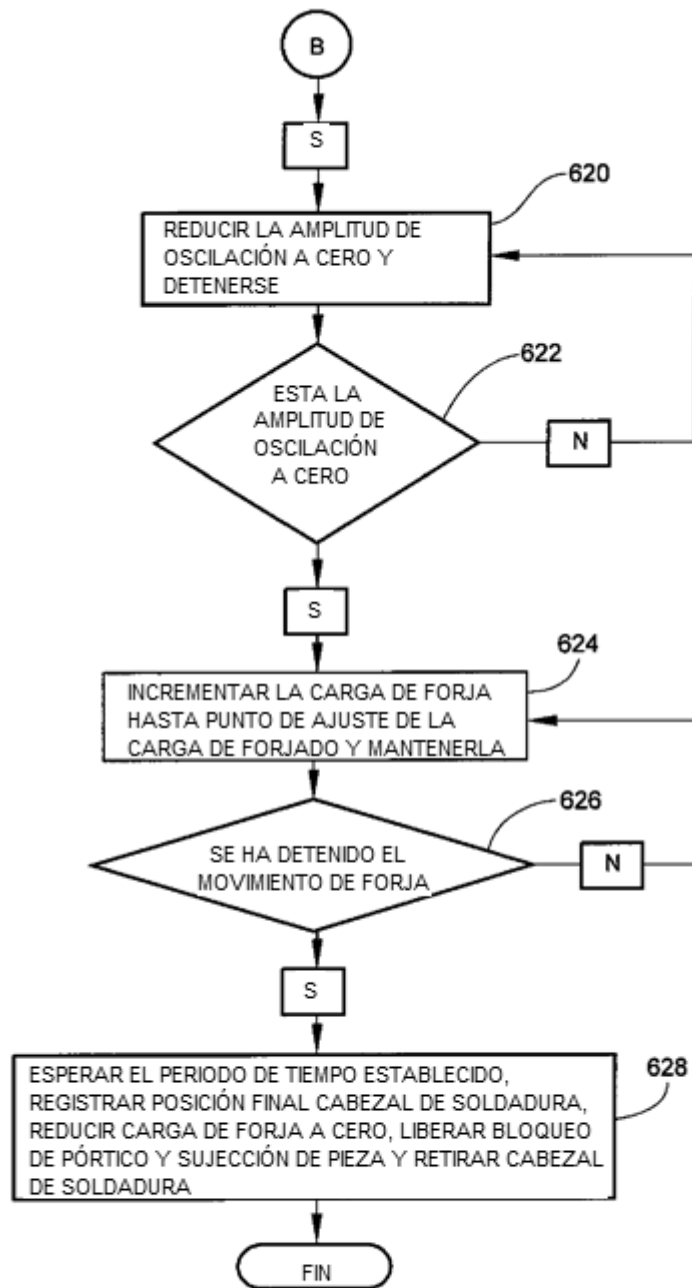 B
S
620
REDUCIR LA AMPLITUD DE
OSCILACIÓN A CERO Y
DETENERSE
622
ESTA LA
AMPLITUD DE
OSCILACIÓN
A CERO
N
S
624
INCREMENTAR LA CARGA DE FORJA
HASTA PUNTO DE AJUSTE DE LA
CARGA DE FORJADO Y MANTENERLA
626
SE HA DETENIDO EL
MOVIMIENTO DE FORJA
N
S
628
ESPERAR EL PERIODO DE TIEMPO ESTABLECIDO,
REGISTRAR POSICIÓN FINAL CABEZAL DE SOLDADURA,
REDUCIR CARGA DE FORJA A CERO, LIBERAR BLOQUEO
DE PÓRTICO Y SUJECCIÓN DE PIEZA Y RETIRAR CABEZAL
DE SOLDADURA
FIN